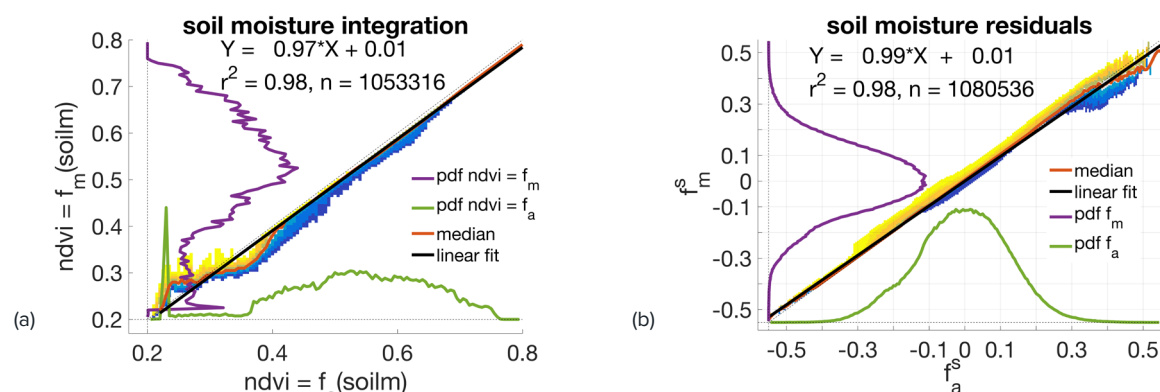 soil moisture integration
Y = 0.97*X + 0.01
r² = 0.98, n = 1053316
0.8
0.7
0.6
0.5
0.4
0.3
0.2
ndvi = f_m(soilm)
pdf ndvi = f_m
pdf ndvi = f_a
median
linear fit
(a)
0.2 0.4 0.6 0.8
soil moisture residuals
Y = 0.99*X + 0.01
r² = 0.98, n = 1080536
0.5
0.3
0.1
0
-0.1
-0.3
-0.5
f_m^s
median
linear fit
pdf f_m
pdf f_a
(b)
-0.5 -0.3 -0.1 0 0.1 0.3 0.5
f_a^s